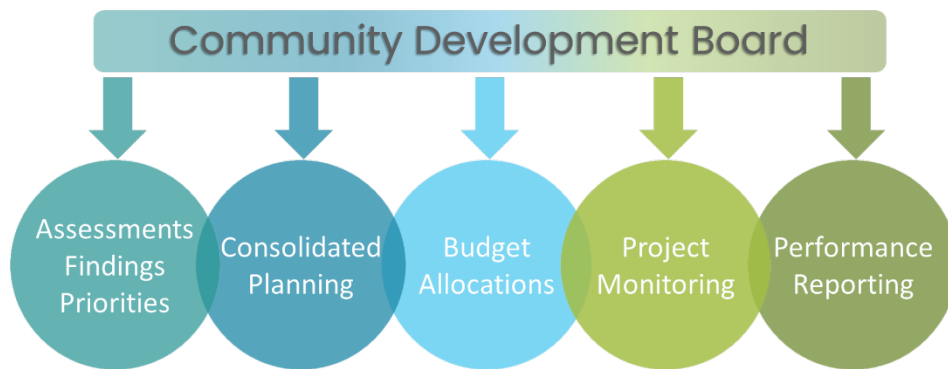 Community Development Board
Assessments
Findings
Priorities
Consolidated
Planning
Budget
Allocations
Project
Monitoring
Performance
Reporting